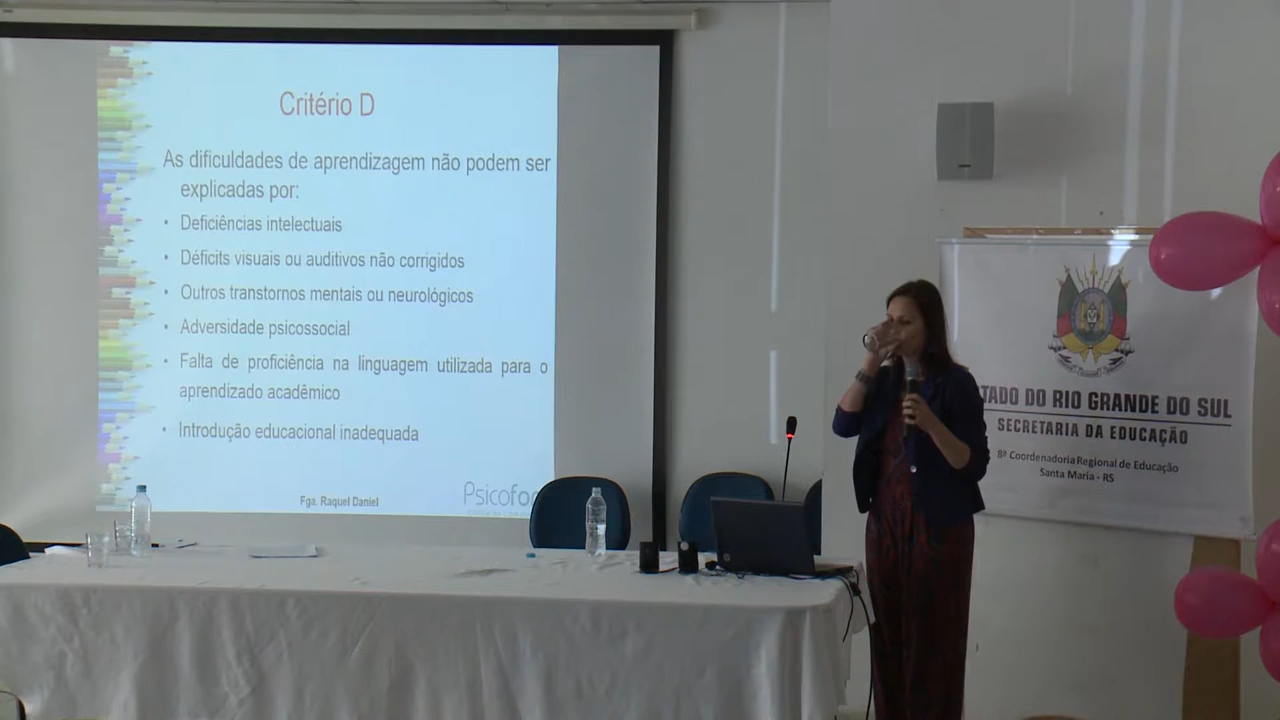 Critério D
As dificuldades de aprendizagem não podem ser
explicadas por:
• Deficiências intelectuais
• Déficits visuais ou auditivos não corrigidos
• Outros transtornos mentais ou neurológicos
• Adversidade psicossocial
• Falta de proficiência na linguagem utilizada para o
aprendizado acadêmico
• Introdução educacional inadequada
Fga. Raquel Daniel
Psicofo
TADO DO RIO GRANDE DO SUL
SECRETARIA DA EDUCAÇÃO
8ª Coordenadoria Regional de Educação
Santa Maria - RS